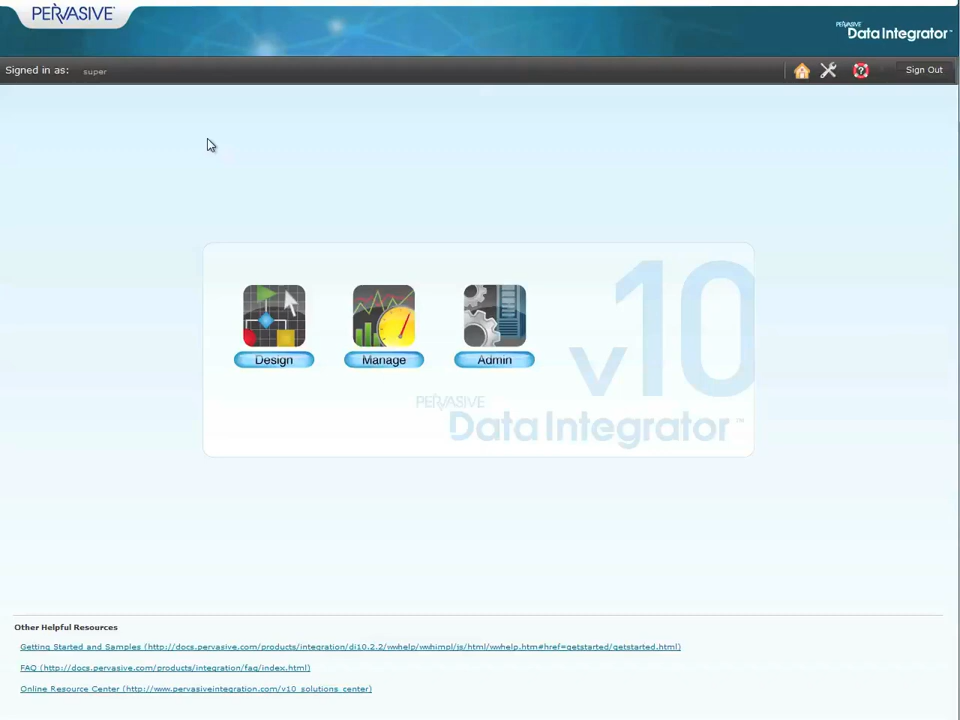 PERVASIVE
PERVASIVE
Data Integrator
Signed in as: super
Sign Out
v10
Design
Manage
Admin
PERVASIVE
Data Integrator™
Other Helpful Resources
Getting Started and Samples (http://docs.pervasive.com/products/integration/di10.2.2/wwhelp/wwhimpl/js/html/wwhelp.htm#href=getstarted/getstarted.html)
FAQ (http://docs.pervasive.com/products/integration/faq/index.html)
Online Resource Center (http://www.pervasiveintegration.com/v10_solutions_center)